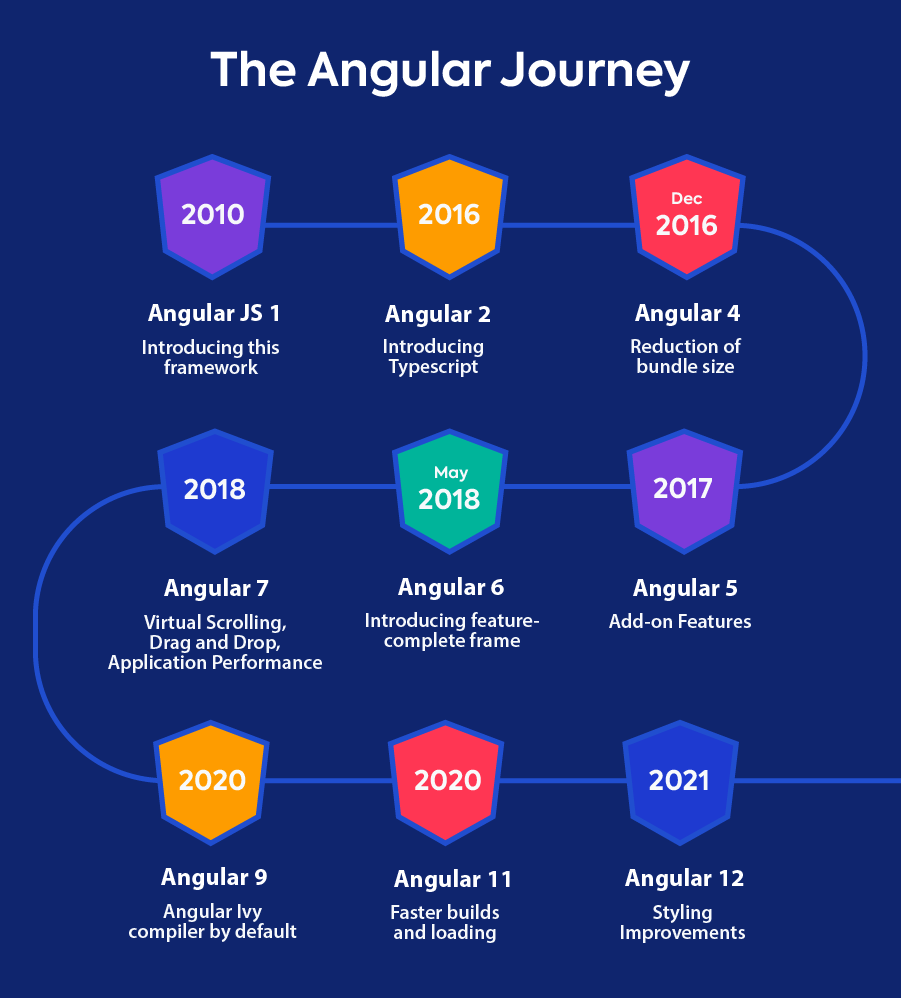 The Angular Journey
2010
Angular JS 1
Introducing this
framework
2016
Angular 2
Introducing
Typescript
Dec
2016
Angular 4
Reduction of
bundle size
2017
Angular 5
Add-on Features
May
2018
Angular 6
Introducing feature-
complete frame
2018
Angular 7
Virtual Scrolling,
Drag and Drop,
Application Performance
2020
Angular 9
Angular Ivy
compiler by default
2020
Angular 11
Faster builds
and loading
2021
Angular 12
Styling
Improvements